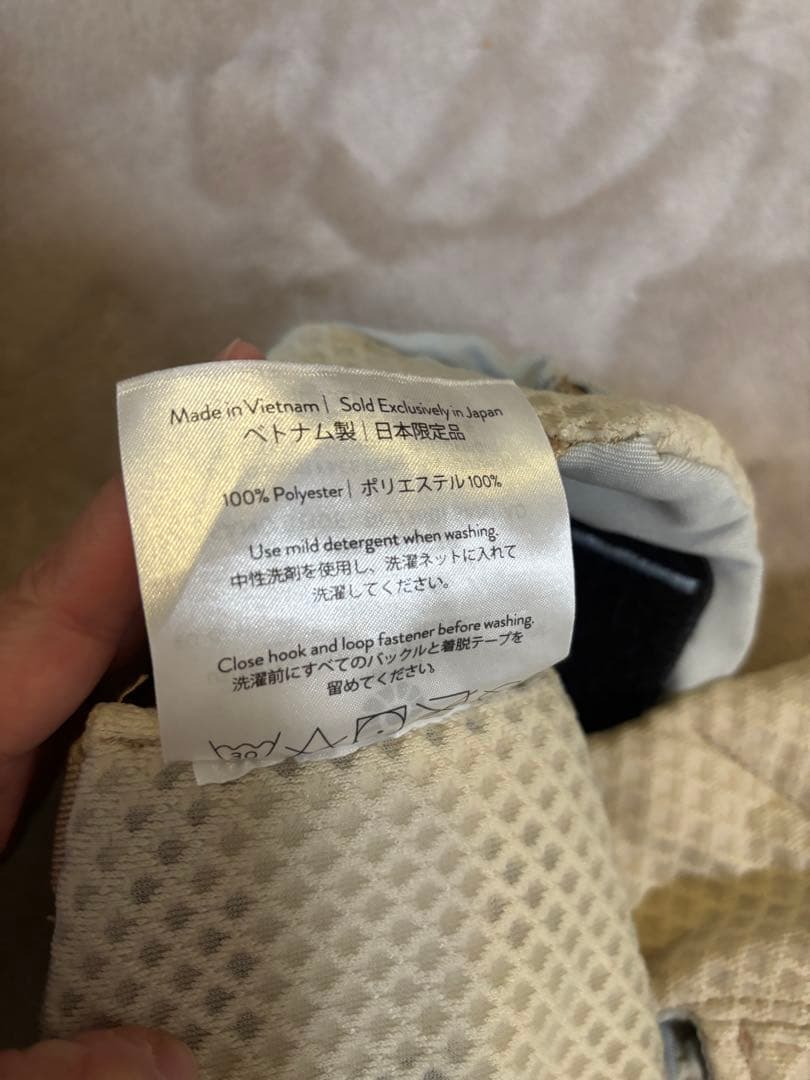 Made in Vietnam | Sold Exclusively in Japan
ベトナム製 | 日本限定品
100% Polyester | ポリエステル100%
Use mild detergent when washing.
中性洗剤を使用し、洗濯ネットに入れて
洗濯してください。
Close hook and loop fastener before washing.
洗濯前にすべてのバックルと着脱テープを
留めてください。
30